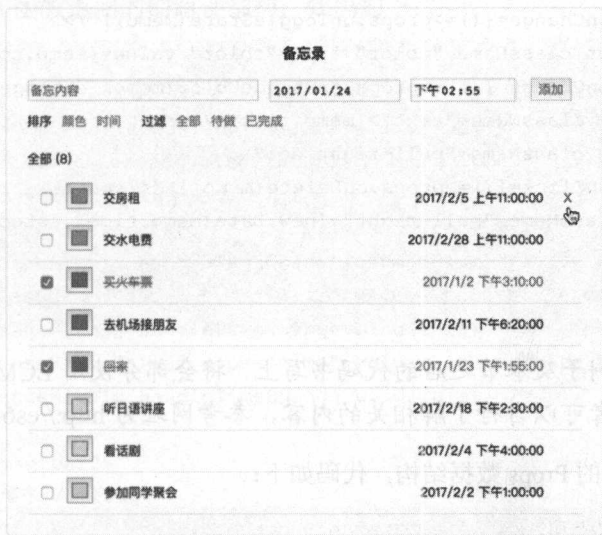 备忘录
备忘内容 2017/01/24 下午 02:55 添加
排序 颜色 时间 过滤 全部 待做 已完成
全部 (8)
交房租 2017/2/5 上午11:00:00 X
交水电费 2017/2/28 上午11:00:00
买火车票 2017/1/2 下午3:10:00
去机场接朋友 2017/2/11 下午6:20:00
回家 2017/1/23 下午1:55:00
听日语讲座 2017/2/18 下午2:30:00
看话剧 2017/2/4 下午4:00:00
参加同学聚会 2017/2/2 下午1:00:00